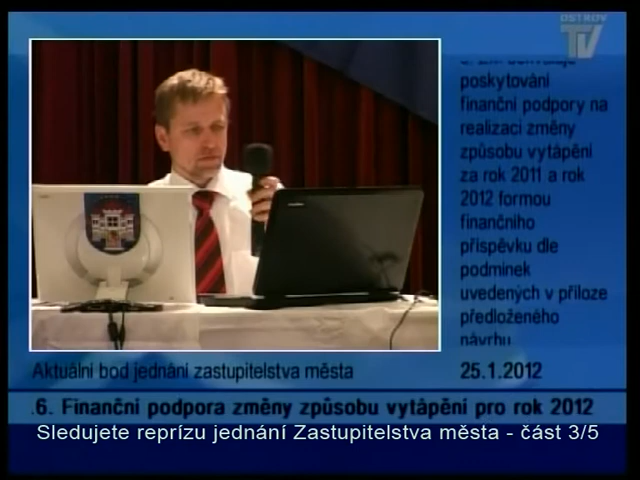 OSTROV
TV
poskytování
finanční podpory na
realizaci změny
způsobu vytápění
za rok 2011 a rok
2012 formou
finančního
příspěvku dle
podmínek
uvedených v příloze
předloženého
návrhu
Aktuální bod jednání zastupitelstva města
25.1.2012
.6. Finanční podpora změny způsobu vytápění pro rok 2012
Sledujete reprízu jednání Zastupitelstva města - část 3/5